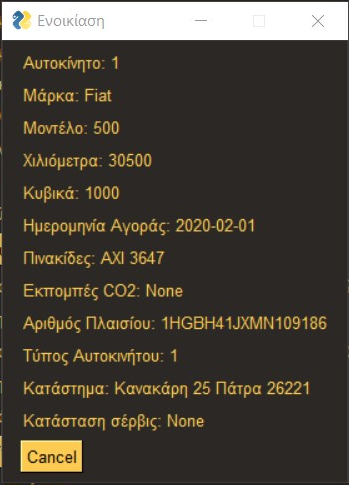 Ενοικίαση
Αυτοκίνητο: 1
Μάρκα: Fiat
Μοντέλο: 500
Χιλιόμετρα: 30500
Κυβικά: 1000
Ημερομηνία Αγοράς: 2020-02-01
Πινακίδες: AXI 3647
Εκπομπές CO2: None
Αριθμός Πλαισίου: 1HGBH41JXMN109186
Τύπος Αυτοκινήτου: 1
Κατάστημα: Κανακάρη 25 Πάτρα 26221
Κατάσταση σέρβις: None
Cancel